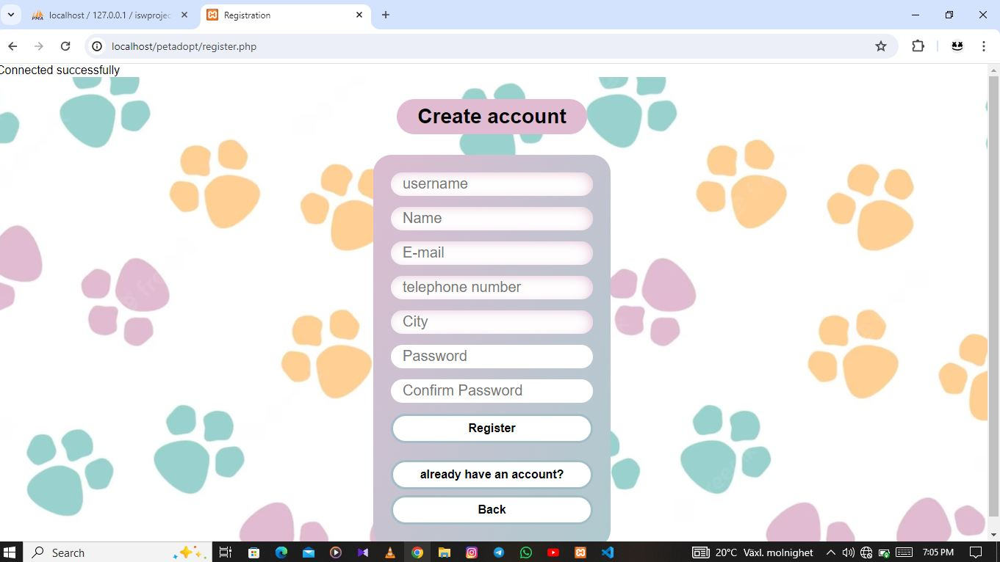 localhost / 127.0.0.1 / iswprojec
Registration
localhost/petadopt/register.php
Connected successfully
Create account
username
Name
E-mail
telephone number
City
Password
Confirm Password
Register
already have an account?
Back
Search
20°C Växl. molnighet
7:05 PM